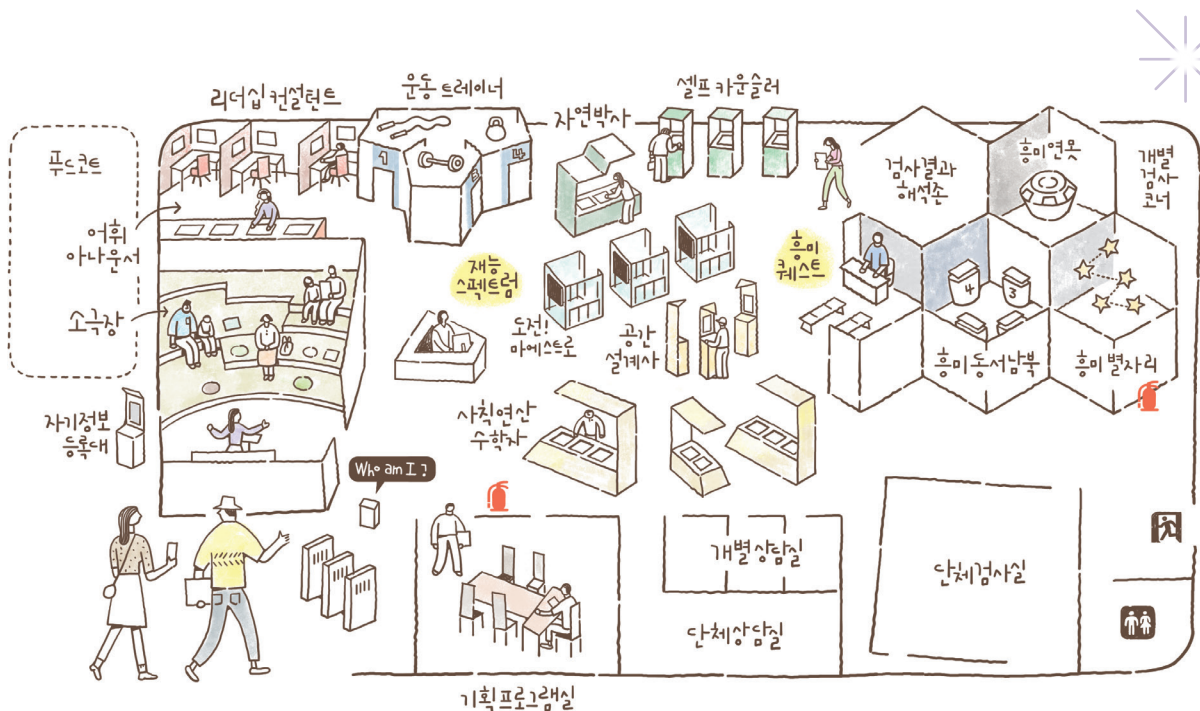 리더십 컨설턴트
운동 트레이너
자연박사
셀프 카운슬러
푸드코트
어휘
아나운서
소극장
자기정보
등록대
1
4
재능
스펙트럼
도전!
마에스트로
공간
설계사
사칙연산
수학자
흥미
퀘스트
검사결과
해석존
흥미연못
개별
검사
코너
4
3
흥미동서남북
흥미별자리
Who am I?
개별상담실
단체상담실
단체검사실
기획프로그램실